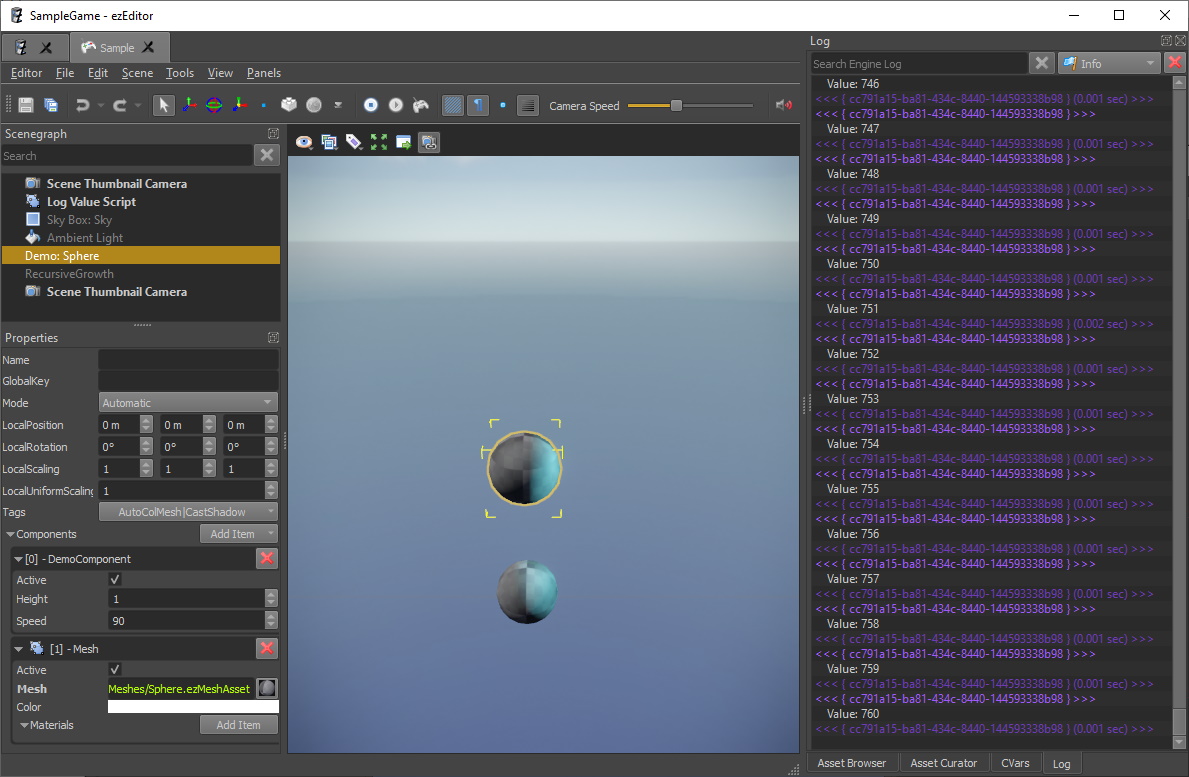 SampleGame - ezEditor
Sample
Editor File Edit Scene Tools View Panels
Camera Speed
Scenegraph
Search
Scene Thumbnail Camera
Log Value Script
Sky Box: Sky
Ambient Light
Demo: Sphere
RecursiveGrowth
Scene Thumbnail Camera
Properties
Name
GlobalKey
Mode Automatic
LocalPosition 0 m 0 m 0 m
LocalRotation 0° 0° 0°
LocalScaling 1 1 1
LocalUniformScaling 1
Tags AutoColMesh|CastShadow
Components Add Item
[0] - DemoComponent
Active
Height 1
Speed 90
[1] - Mesh
Active
Mesh Meshes/Sphere.ezMeshAsset
Color
Materials Add Item
Log
Search Engine Log Info
Value: 746
<<< { cc791a15-ba81-434c-8440-144593338b98 } (0.001 sec) >>>
<<< { cc791a15-ba81-434c-8440-144593338b98 } >>>
Value: 747
<<< { cc791a15-ba81-434c-8440-144593338b98 } (0.001 sec) >>>
<<< { cc791a15-ba81-434c-8440-144593338b98 } >>>
Value: 748
<<< { cc791a15-ba81-434c-8440-144593338b98 } (0.001 sec) >>>
<<< { cc791a15-ba81-434c-8440-144593338b98 } >>>
Value: 749
<<< { cc791a15-ba81-434c-8440-144593338b98 } (0.001 sec) >>>
<<< { cc791a15-ba81-434c-8440-144593338b98 } >>>
Value: 750
<<< { cc791a15-ba81-434c-8440-144593338b98 } (0.001 sec) >>>
<<< { cc791a15-ba81-434c-8440-144593338b98 } >>>
Value: 751
<<< { cc791a15-ba81-434c-8440-144593338b98 } (0.002 sec) >>>
<<< { cc791a15-ba81-434c-8440-144593338b98 } >>>
Value: 752
<<< { cc791a15-ba81-434c-8440-144593338b98 } (0.001 sec) >>>
<<< { cc791a15-ba81-434c-8440-144593338b98 } >>>
Value: 753
<<< { cc791a15-ba81-434c-8440-144593338b98 } (0.001 sec) >>>
<<< { cc791a15-ba81-434c-8440-144593338b98 } >>>
Value: 754
<<< { cc791a15-ba81-434c-8440-144593338b98 } (0.001 sec) >>>
<<< { cc791a15-ba81-434c-8440-144593338b98 } >>>
Value: 755
<<< { cc791a15-ba81-434c-8440-144593338b98 } (0.001 sec) >>>
<<< { cc791a15-ba81-434c-8440-144593338b98 } >>>
Value: 756
<<< { cc791a15-ba81-434c-8440-144593338b98 } (0.001 sec) >>>
<<< { cc791a15-ba81-434c-8440-144593338b98 } >>>
Value: 757
<<< { cc791a15-ba81-434c-8440-144593338b98 } (0.001 sec) >>>
<<< { cc791a15-ba81-434c-8440-144593338b98 } >>>
Value: 758
<<< { cc791a15-ba81-434c-8440-144593338b98 } (0.001 sec) >>>
<<< { cc791a15-ba81-434c-8440-144593338b98 } >>>
Value: 759
<<< { cc791a15-ba81-434c-8440-144593338b98 } (0.001 sec) >>>
<<< { cc791a15-ba81-434c-8440-144593338b98 } >>>
Value: 760
<<< { cc791a15-ba81-434c-8440-144593338b98 } (0.001 sec) >>>
Asset Browser Asset Curator CVars Log